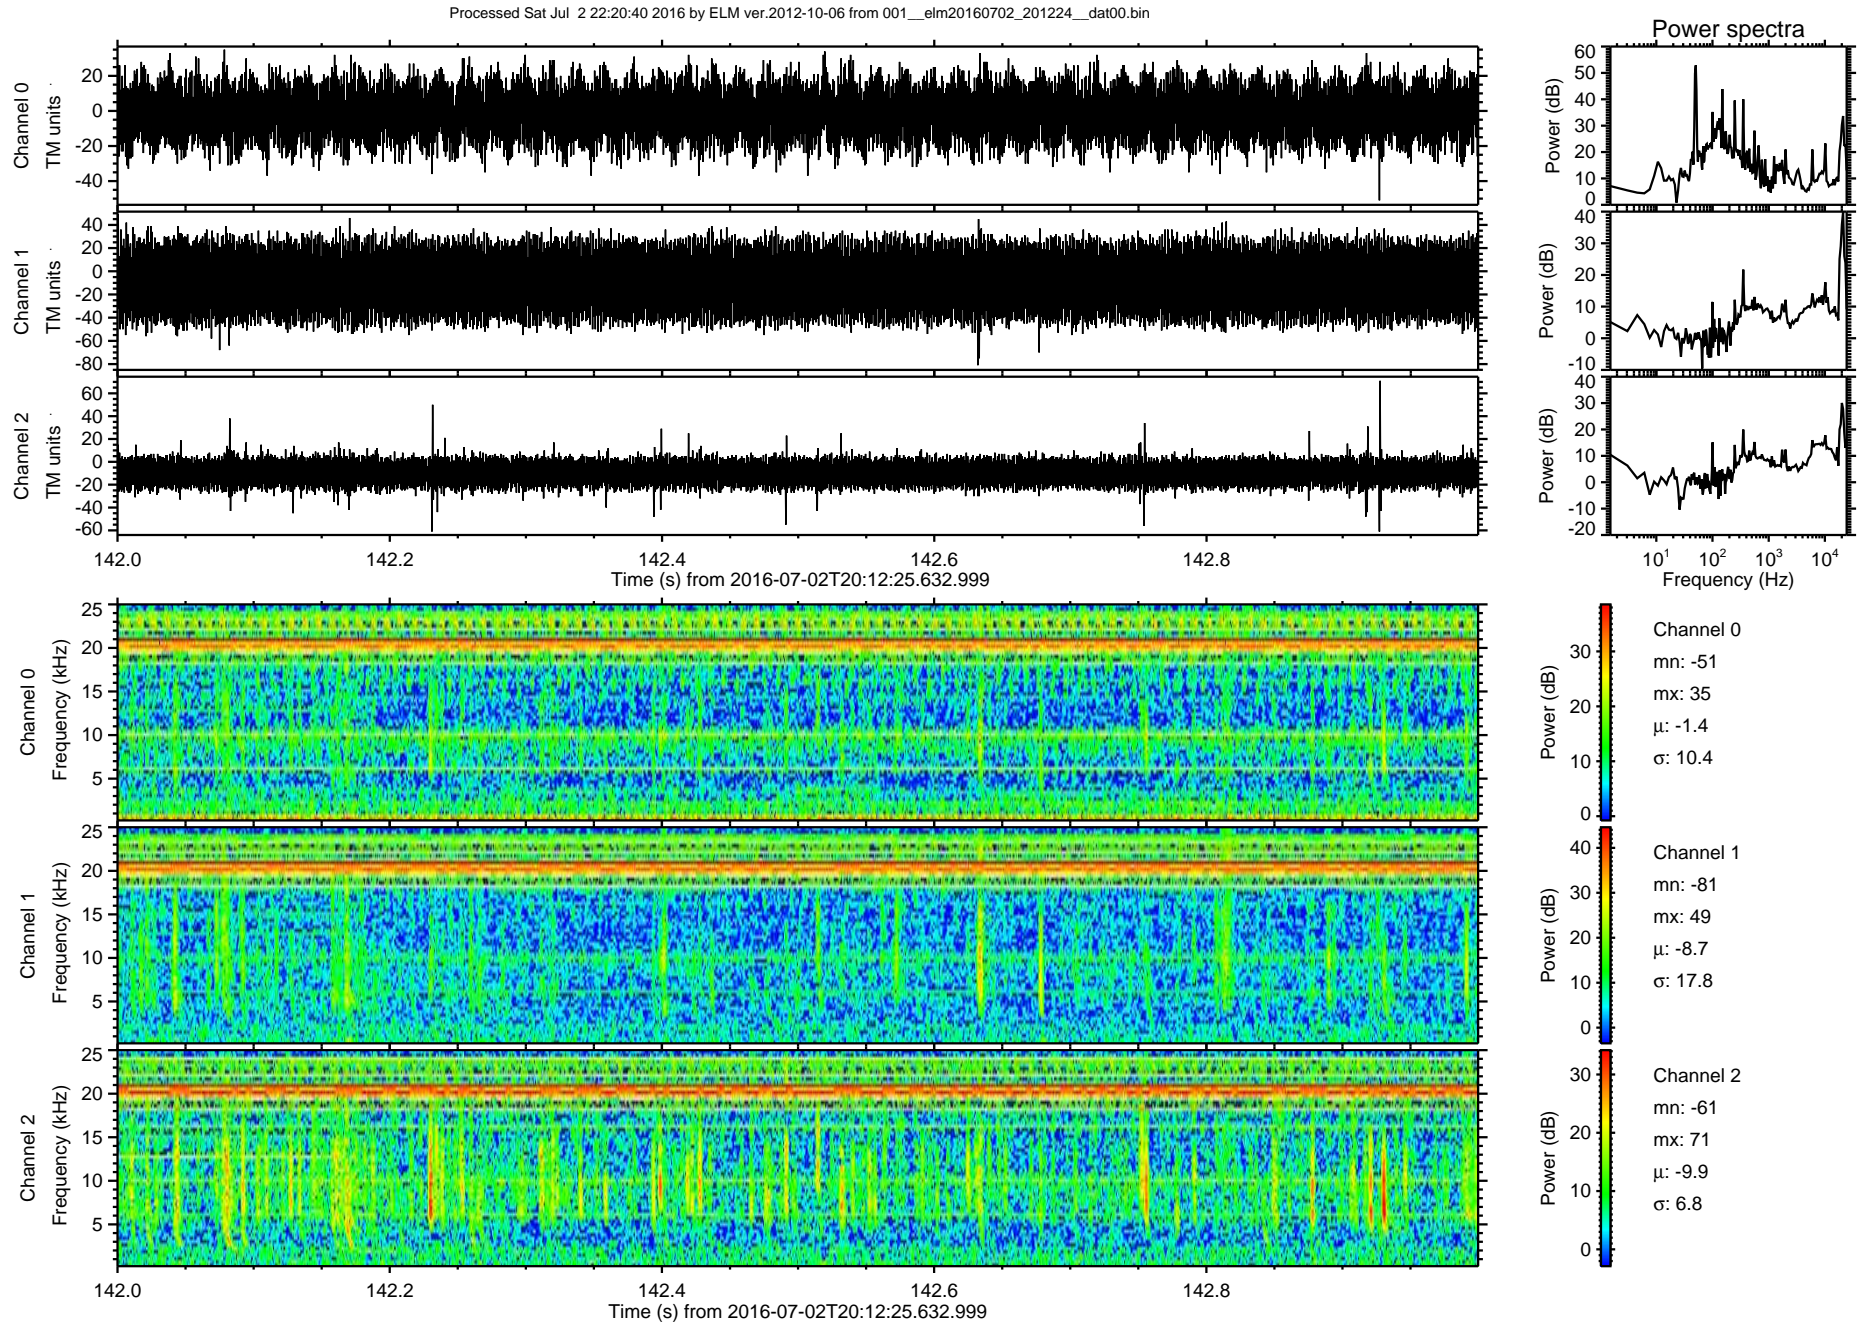 Processed Sat Jul  2 22:20:40 2016 by ELM ver.2012-10-06 from 001__elm20160702_201224__dat00.bin
Power spectra
Channel 0
TM units
20
0
-20
-40
Power (dB)
60
50
40
30
20
10
0
Channel 1
TM units
40
20
0
-20
-40
-60
-80
Power (dB)
40
30
20
10
0
-10
Channel 2
TM units
60
40
20
0
-20
-40
-60
Power (dB)
40
30
20
10
0
-10
-20
142.0 142.2 142.4 142.6 142.8
Time (s) from 2016-07-02T20:12:25.632.999
10^1 10^2 10^3 10^4
Frequency (Hz)
Channel 0
Frequency (kHz)
25
20
15
10
5
Power (dB)
30
20
10
0
Channel 0
mn: -51
mx: 35
μ: -1.4
σ: 10.4
Channel 1
Frequency (kHz)
25
20
15
10
5
Power (dB)
40
30
20
10
0
Channel 1
mn: -81
mx: 49
μ: -8.7
σ: 17.8
Channel 2
Frequency (kHz)
25
20
15
10
5
Power (dB)
30
20
10
0
Channel 2
mn: -61
mx: 71
μ: -9.9
σ: 6.8
142.0 142.2 142.4 142.6 142.8
Time (s) from 2016-07-02T20:12:25.632.999